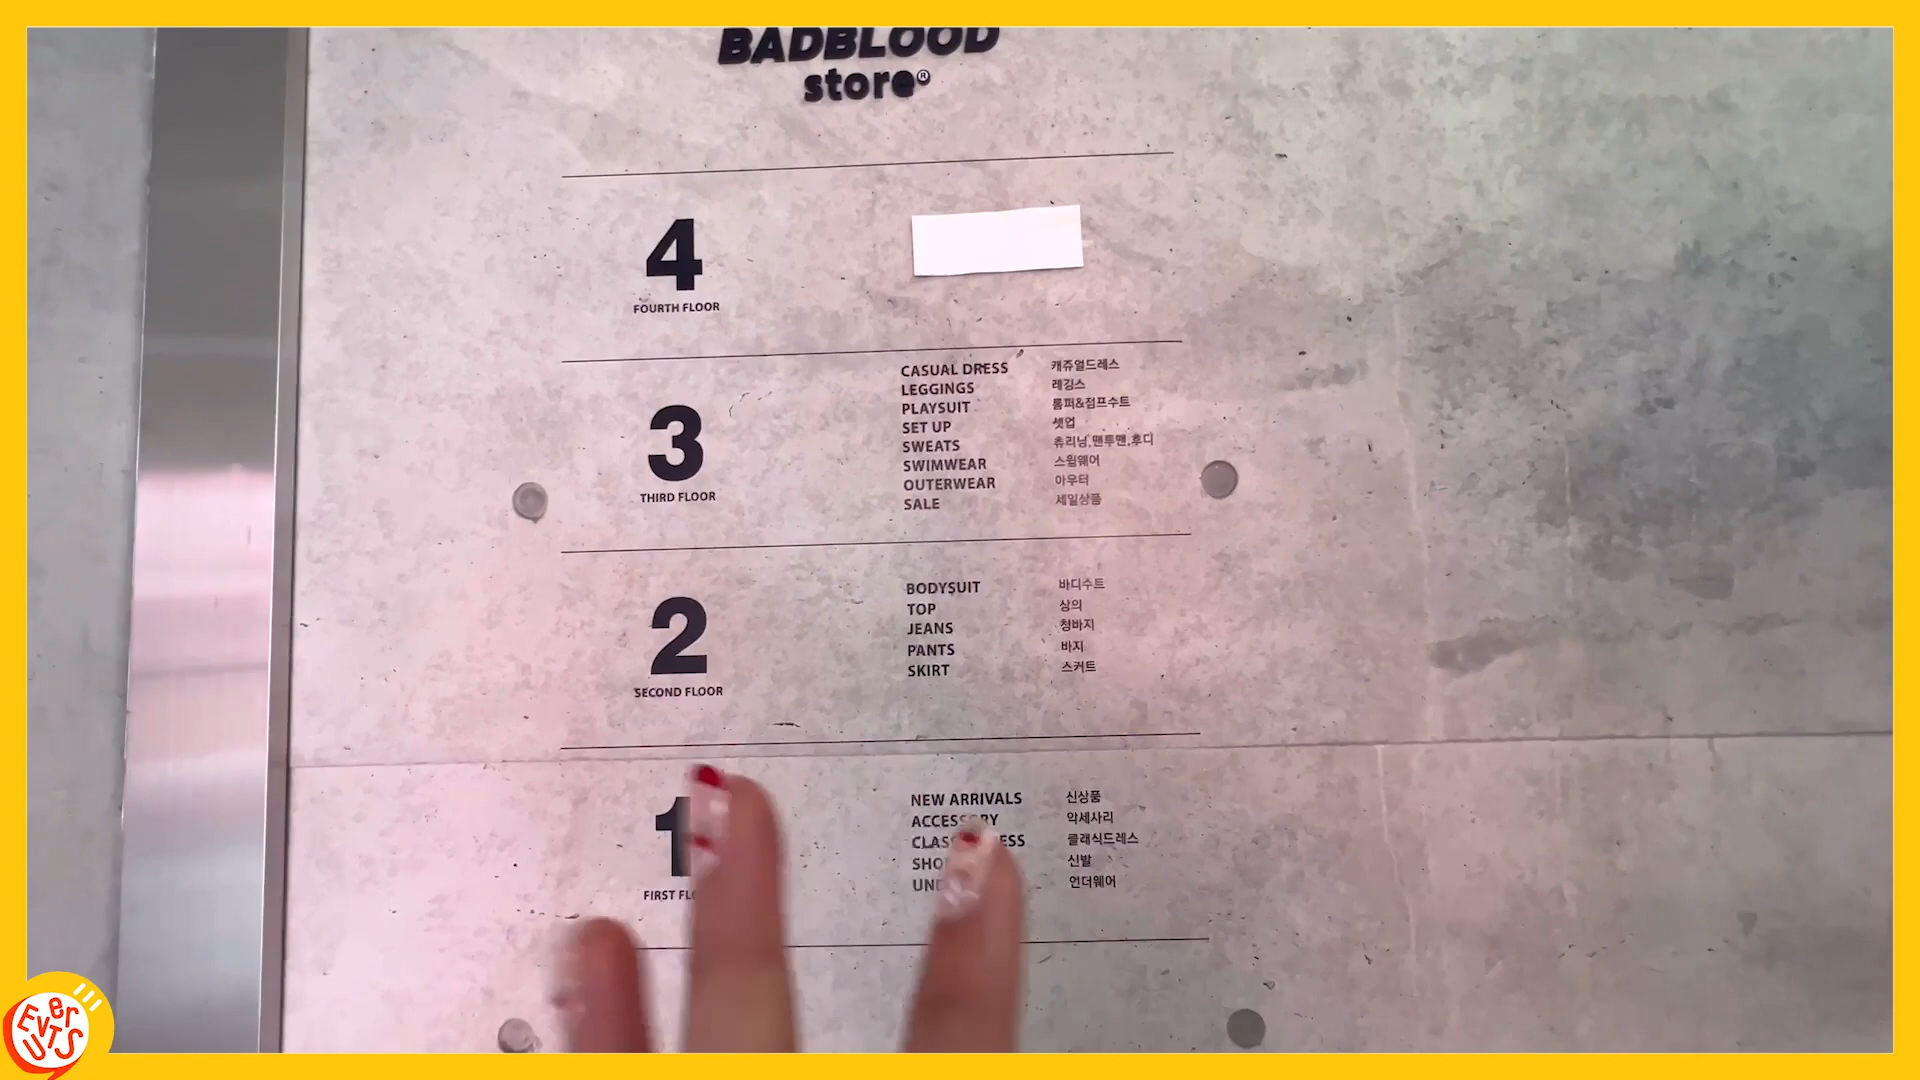 BADBLOOD
store®
4
FOURTH FLOOR
3
THIRD FLOOR
CASUAL DRESS 캐쥬얼드레스
LEGGINGS 레깅스
PLAYSUIT 롬퍼&점프수트
SET UP 셋업
SWEATS 츄리닝,맨투맨,후디
SWIMWEAR 스윔웨어
OUTERWEAR 아우터
SALE 세일상품
2
SECOND FLOOR
BODYSUIT 바디수트
TOP 상의
JEANS 청바지
PANTS 바지
SKIRT 스커트
1
FIRST
NEW ARRIVALS 신상품
ACCESSORY 악세사리
클래식드레스
신발
언더웨어
EVERUTS